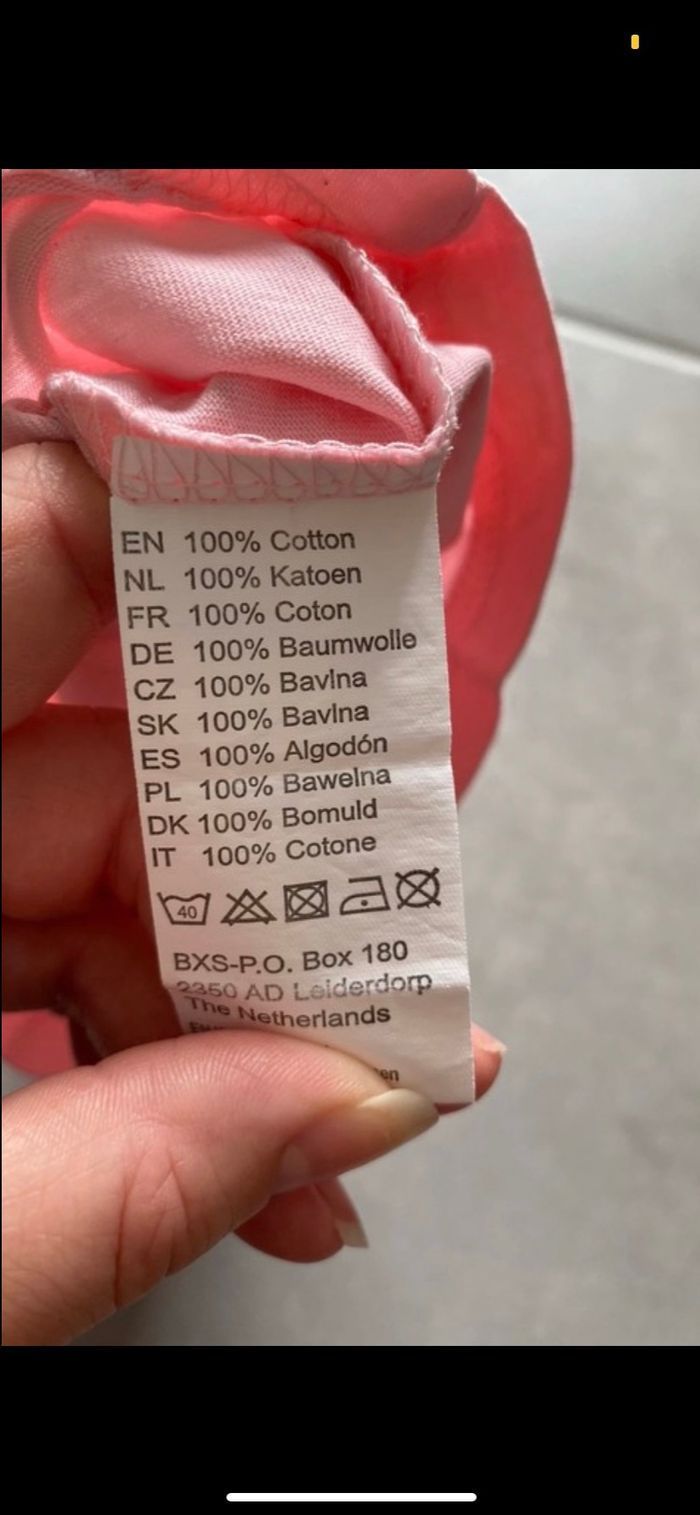 EN 100% Cotton
NL 100% Katoen
FR 100% Coton
DE 100% Baumwolle
CZ 100% Bavlna
SK 100% Bavlna
ES 100% Algodón
PL 100% Bawelna
DK 100% Bomuld
IT 100% Cotone
40
BXS-P.O. Box 180
2350 AD Leiderdorp
The Netherlands